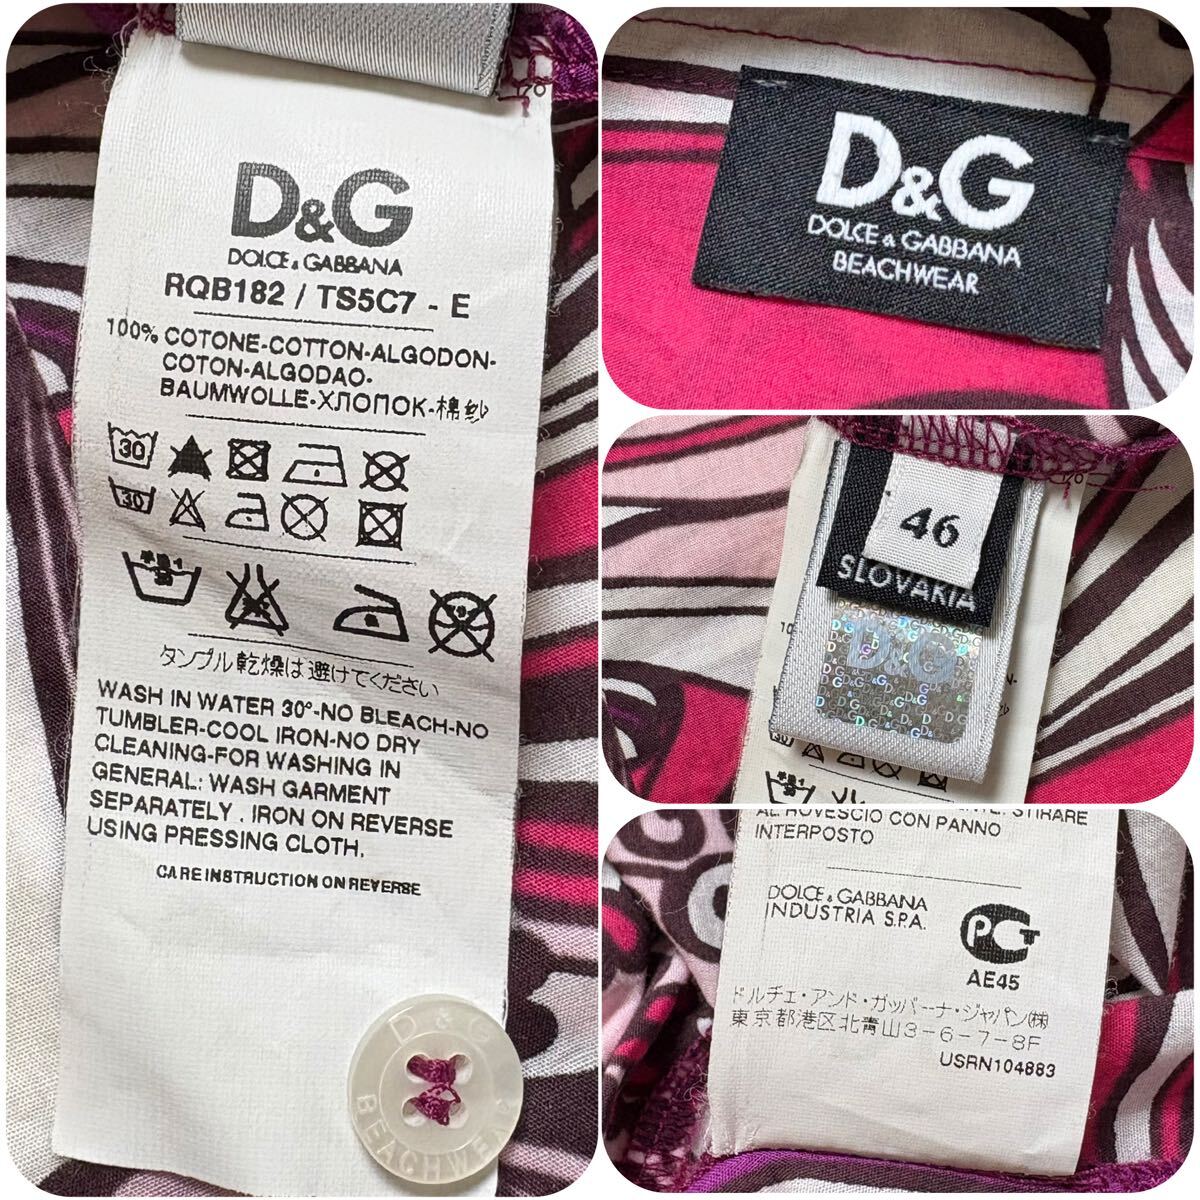 D&G
DOLCE & GABBANA
RQB182 / TS5C7 - E
100% COTONE-COTTON-ALGODON-
COTON-ALGODAO-
BAUMWOLLE-ХЛОПОК-棉纱
30
30
30
タンブル乾燥は避けてください
WASH IN WATER 30°-NO BLEACH-NO
TUMBLER-COOL IRON-NO DRY
CLEANING-FOR WASHING IN
GENERAL: WASH GARMENT
SEPARATELY . IRON ON REVERSE
USING PRESSING CLOTH.
CARE INSTRUCTION ON REVERSE
D&G
BEACHWEAR
D&G
DOLCE & GABBANA
BEACHWEAR
46
SLOVAKIA
D&G
AL ROVESCIO CON PANNO
INTERPOSTO
STIRARE
DOLCE & GABBANA
INDUSTRIA S.P.A.
AE45
ドルチェ・アンド・ガッバーナ・ジャパン(株)
東京都港区北青山3-6-7-8F
USRN104883